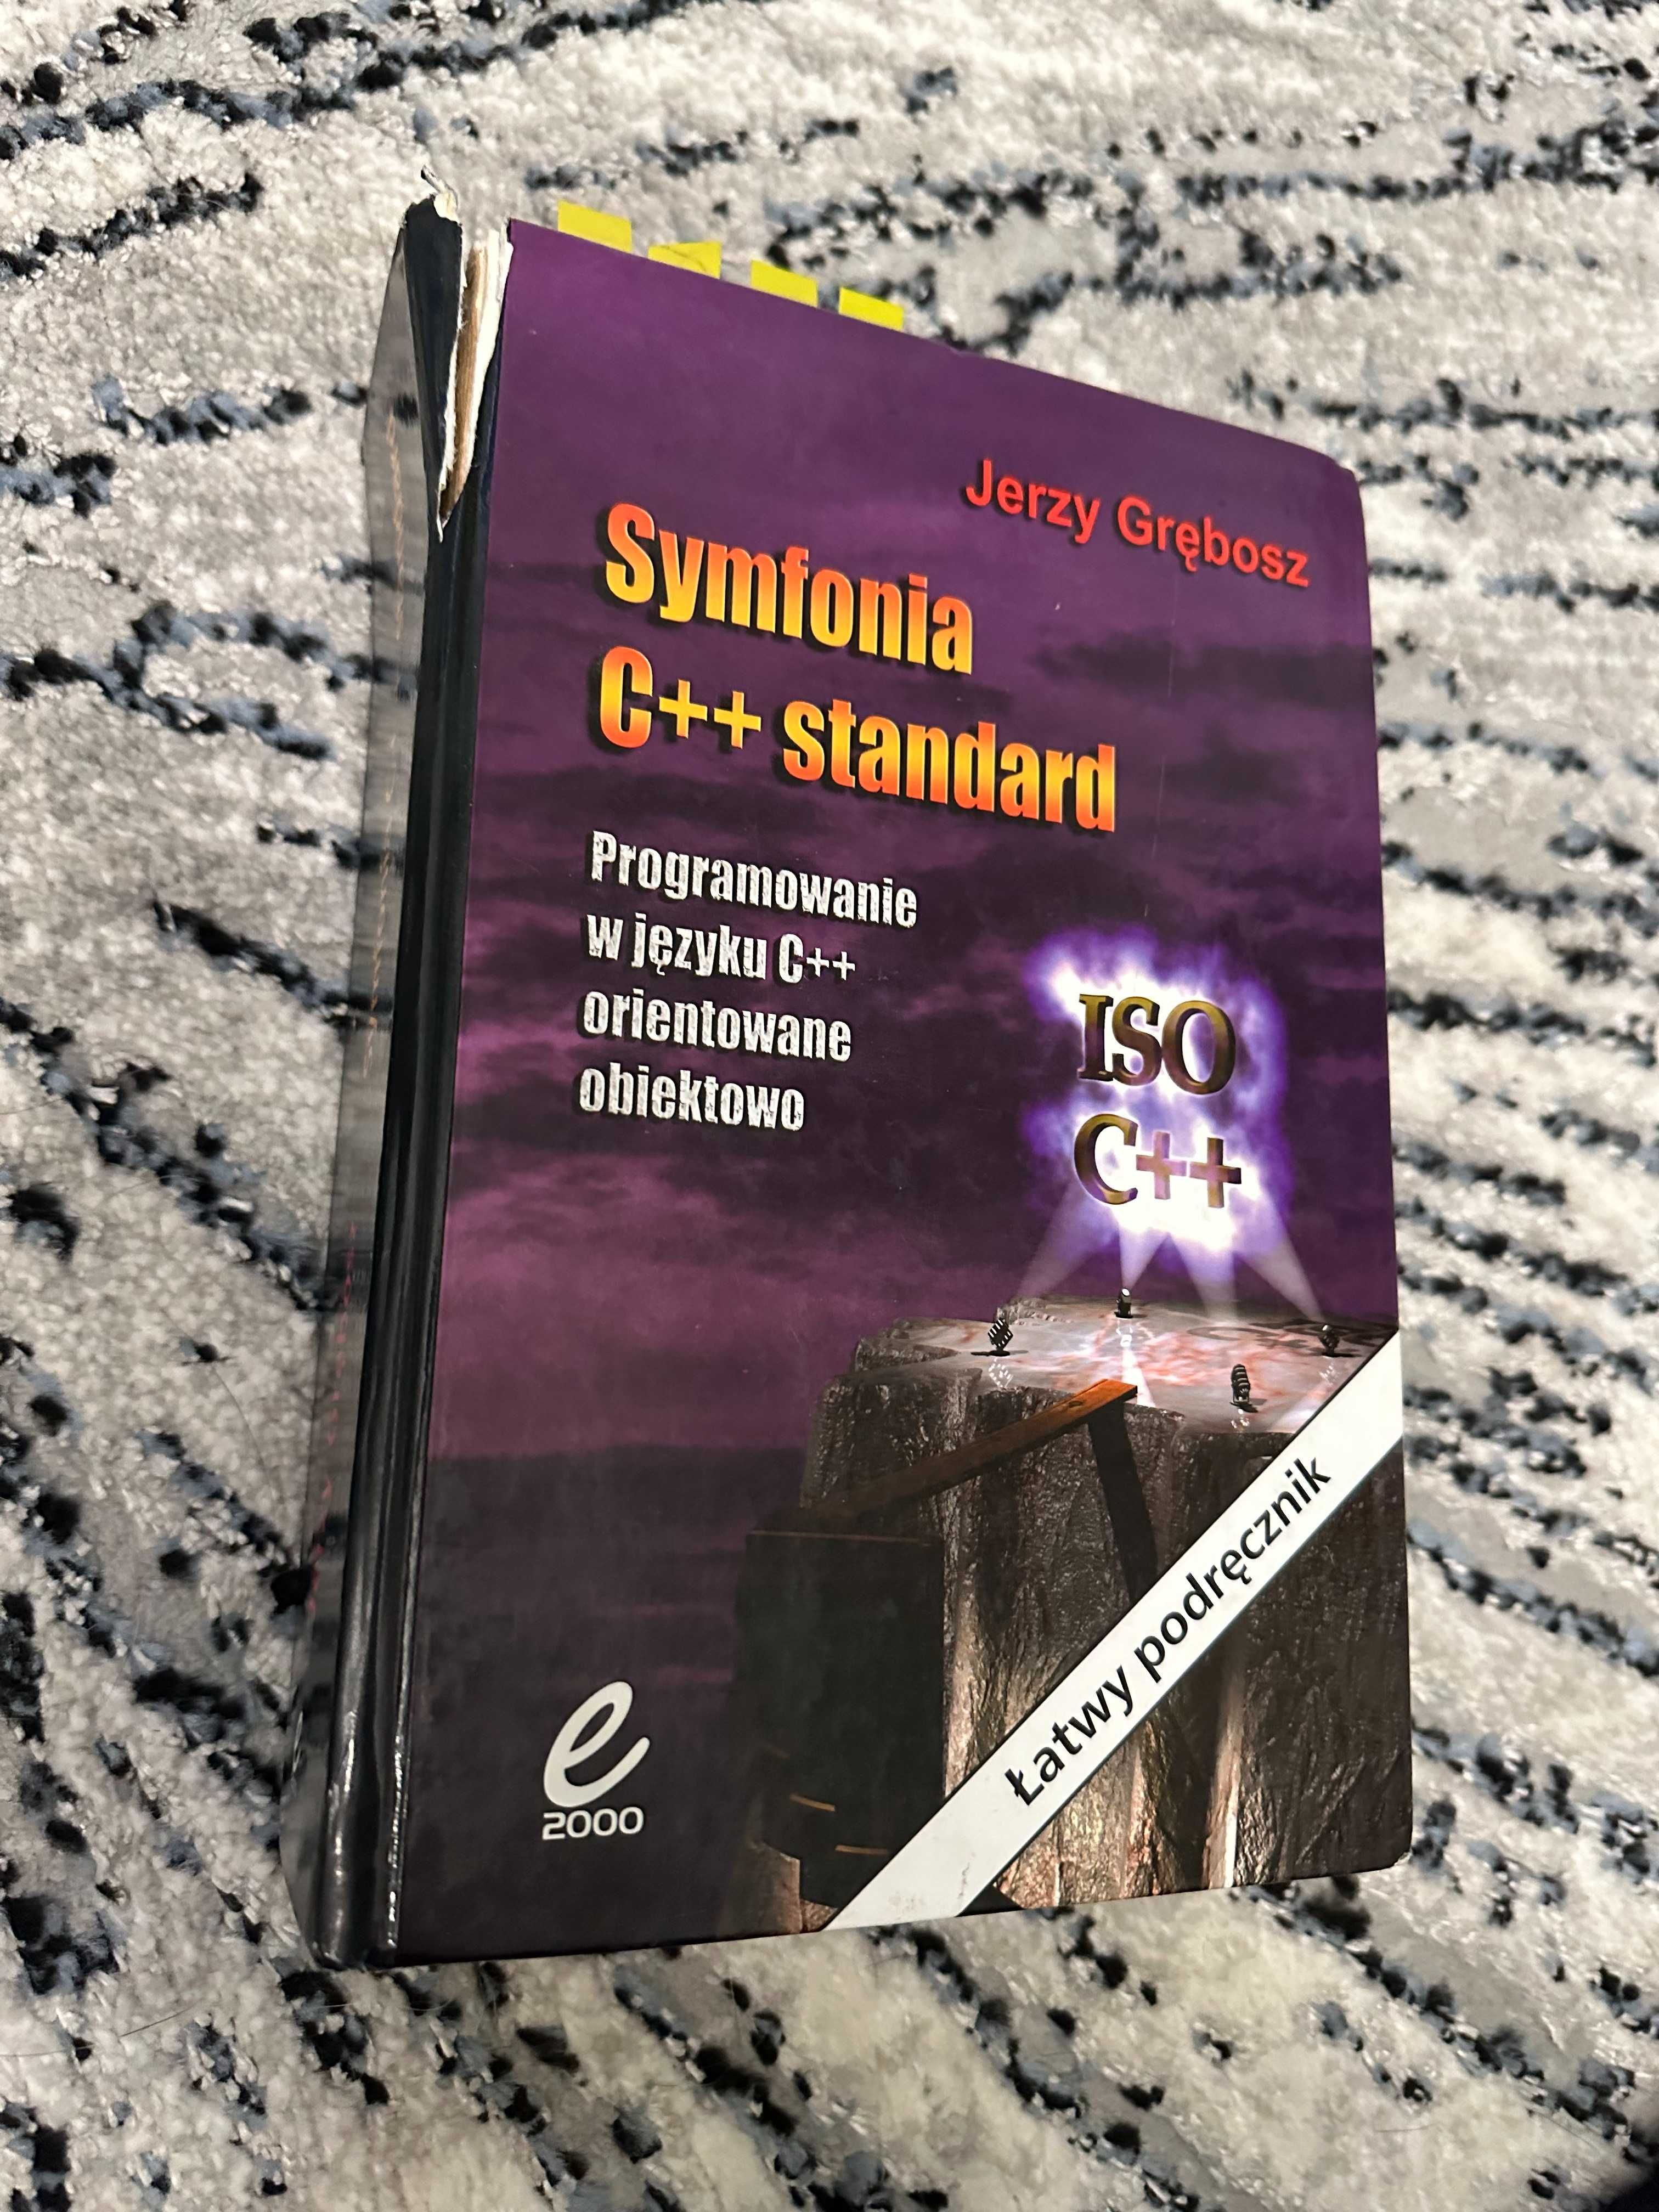 Jerzy Grębosz
Symfonia
C++ standard
Programowanie
w języku C++
orientowane
obiektowo
ISO
C++
Łatwy podręcznik
e
2000